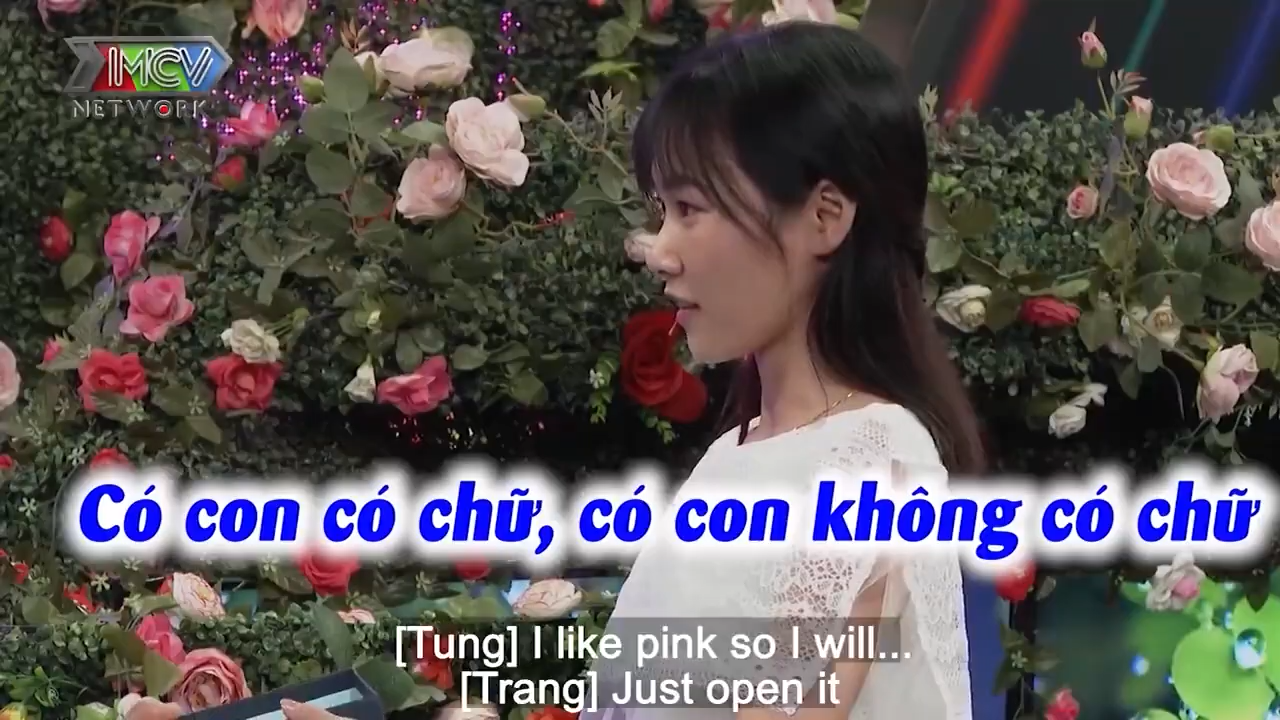 MCV
NETWORK
Có con có chữ, có con không có chữ
[Tung] I like pink so I will...
[Trang] Just open it